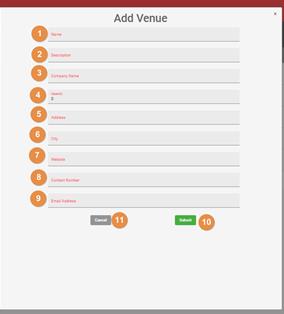 Add Venue
×
1 Name
2 Description
3 Company Name
4
0
5 Address
6 City
7 Website
8 Contact Number
9 Email Address
Cancel 11 Submit 10